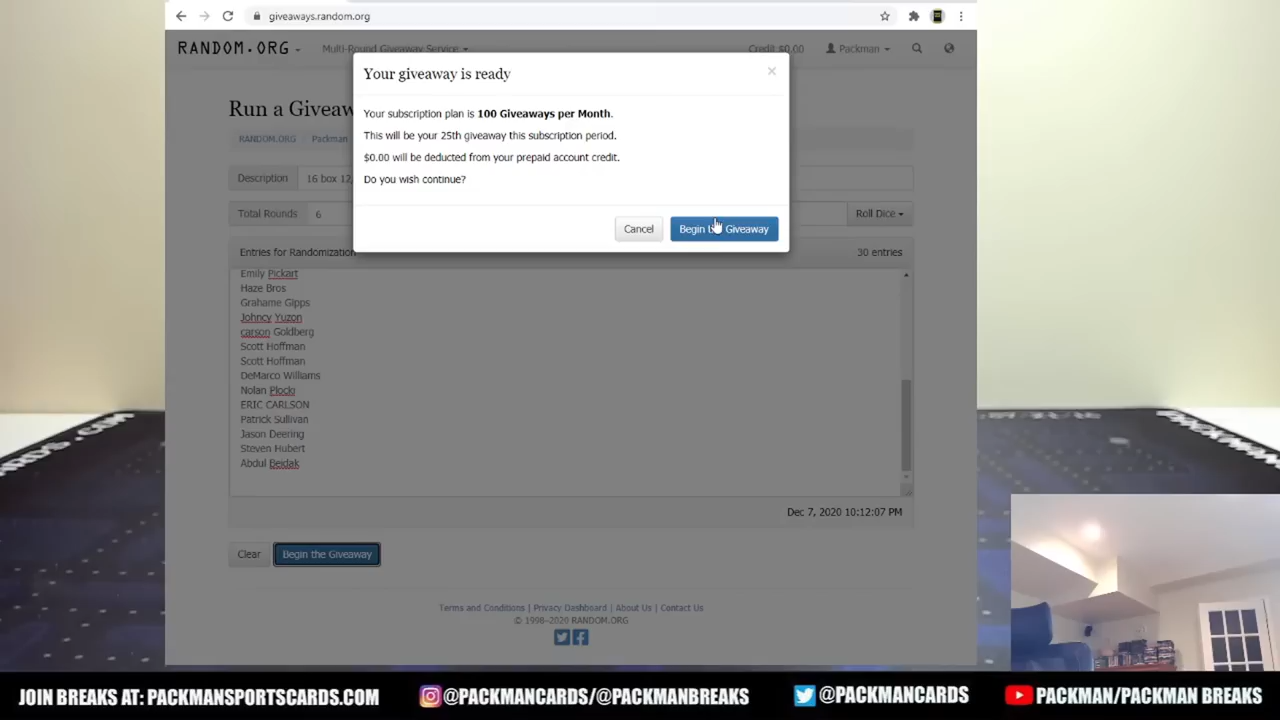 giveaways.random.org
RANDOM.ORG
Multi-Round Giveaway Service
Credit $0.00
Packman
Your giveaway is ready
×
Your subscription plan is 100 Giveaways per Month.
This will be your 25th giveaway this subscription period.
$0.00 will be deducted from your prepaid account credit.
Do you wish continue?
Cancel
Begin Giveaway
Run a Giveaw
RANDOM.ORG
Packman
Description
16 box 12
Total Rounds
6
Roll Dice
Entries for Randomization
30 entries
Emily Pickart
Haze Bros
Grahame Gipps
Johncy Yuzon
carson Goldberg
Scott Hoffman
Scott Hoffman
DeMarco Williams
Nolan Plocki
ERIC CARLSON
Patrick Sullivan
Jason Deering
Steven Hubert
Abdul
Dec 7, 2020 10:12:07 PM
Clear
Begin the Giveaway
Terms and Conditions | Privacy Dashboard | About Us | Contact Us
© 1998-2020 RANDOM.ORG
JOIN BREAKS AT: PACKMANSPORTSCARDS.COM
@PACKMANCARDS/@PACKMANBREAKS
@PACKMANCARDS
PACKMAN/PACKMAN BREAKS